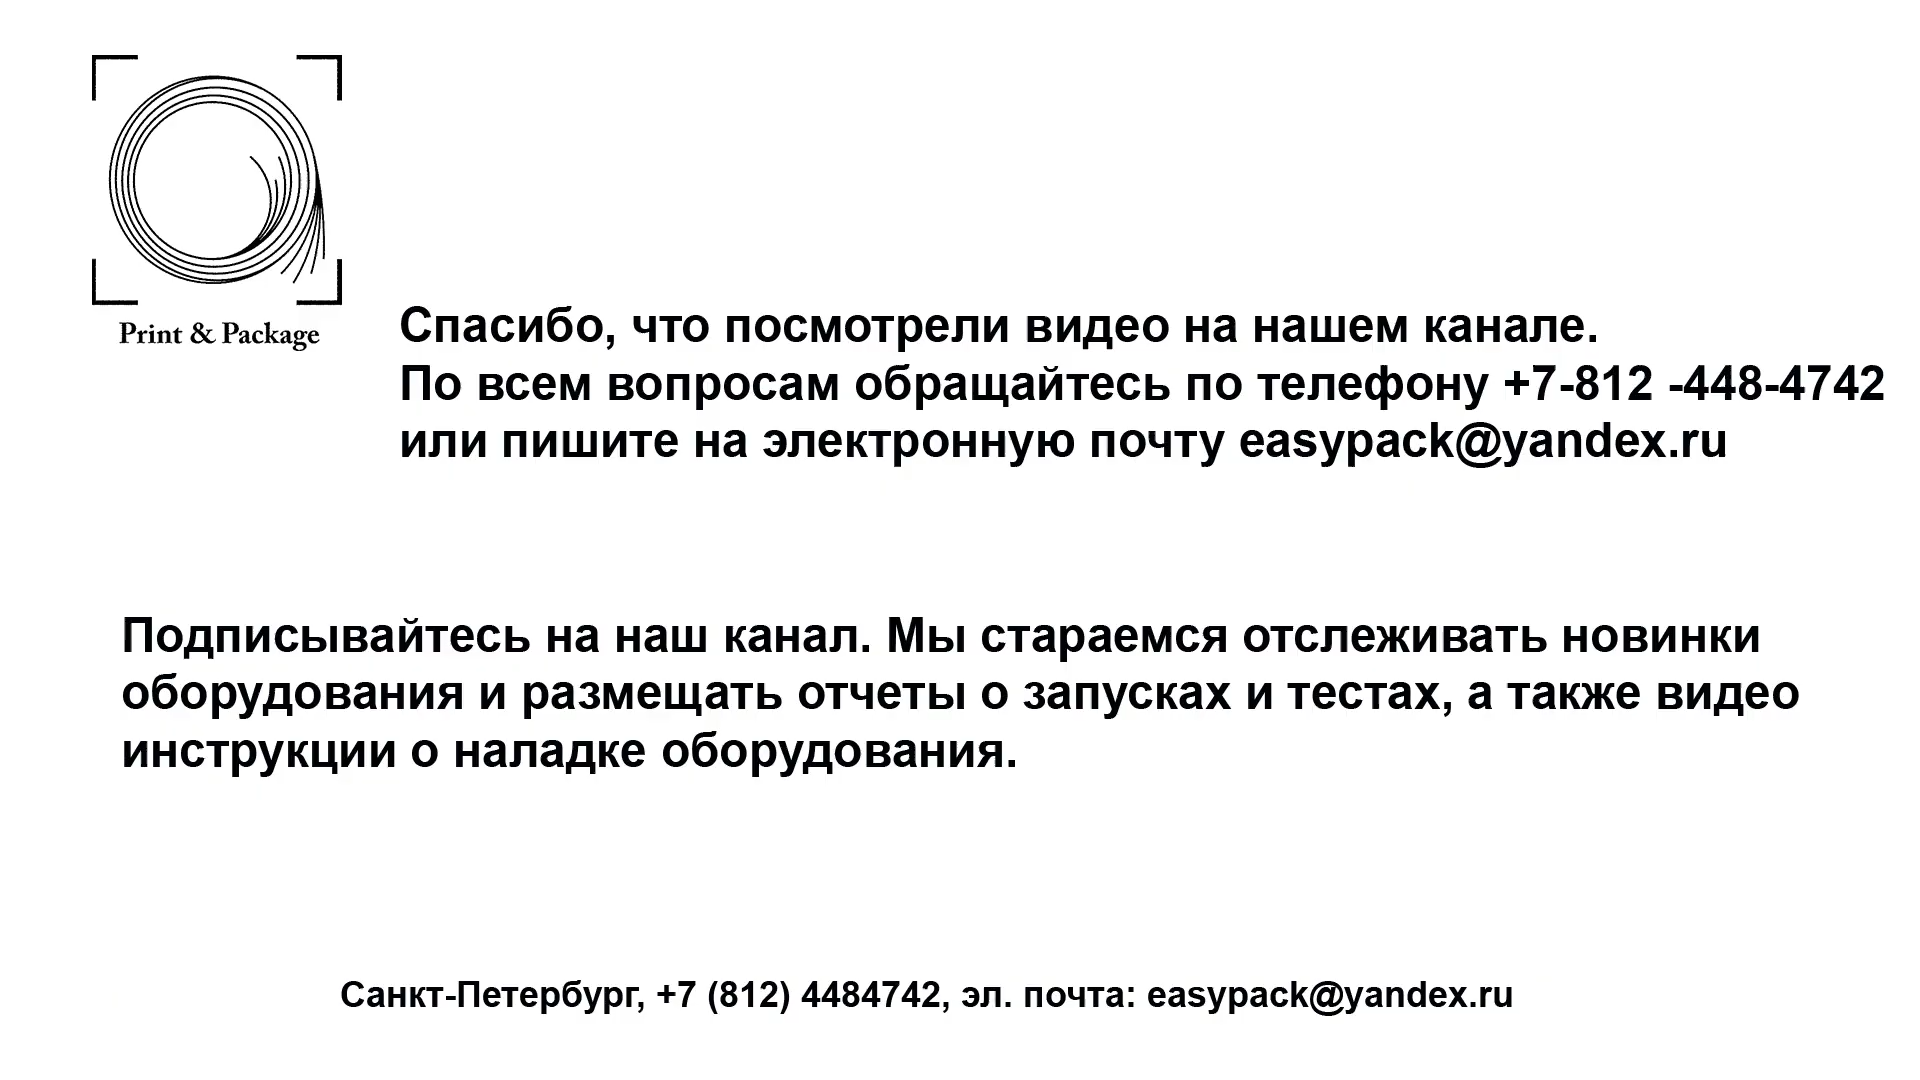 Print & Package
Спасибо, что посмотрели видео на нашем канале.
По всем вопросам обращайтесь по телефону +7-812 -448-4742
или пишите на электронную почту easypack@yandex.ru
Подписывайтесь на наш канал. Мы стараемся отслеживать новинки
оборудования и размещать отчеты о запусках и тестах, а также видео
инструкции о наладке оборудования.
Санкт-Петербург, +7 (812) 4484742, эл. почта: easypack@yandex.ru